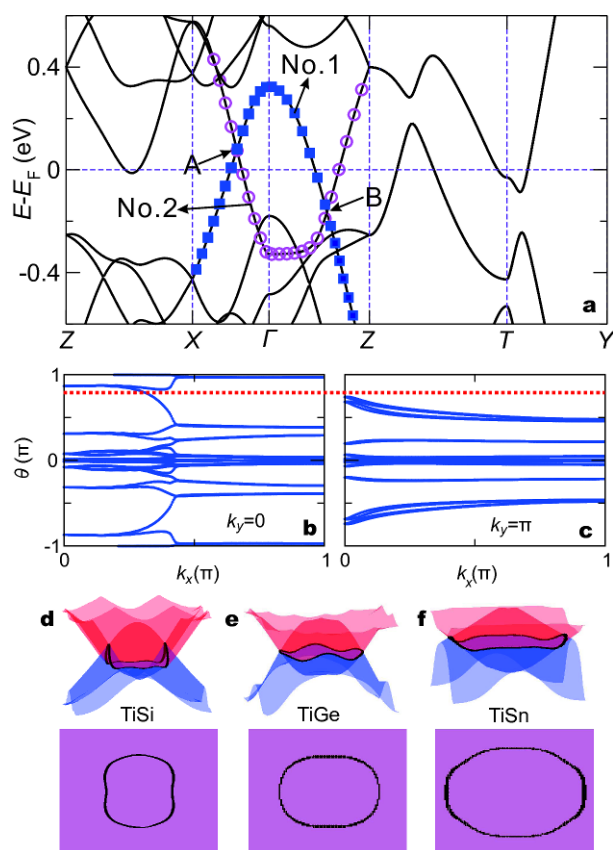 E-E_F (eV)
0.4
0
-0.4
No.1
A
No.2
B
a
Z X Γ Z T Y
θ (π)
1
0
-1
k_y=0
b
k_y=π
c
0 1 0 1
k_x(π) k_x(π)
d e f
TiSi TiGe TiSn